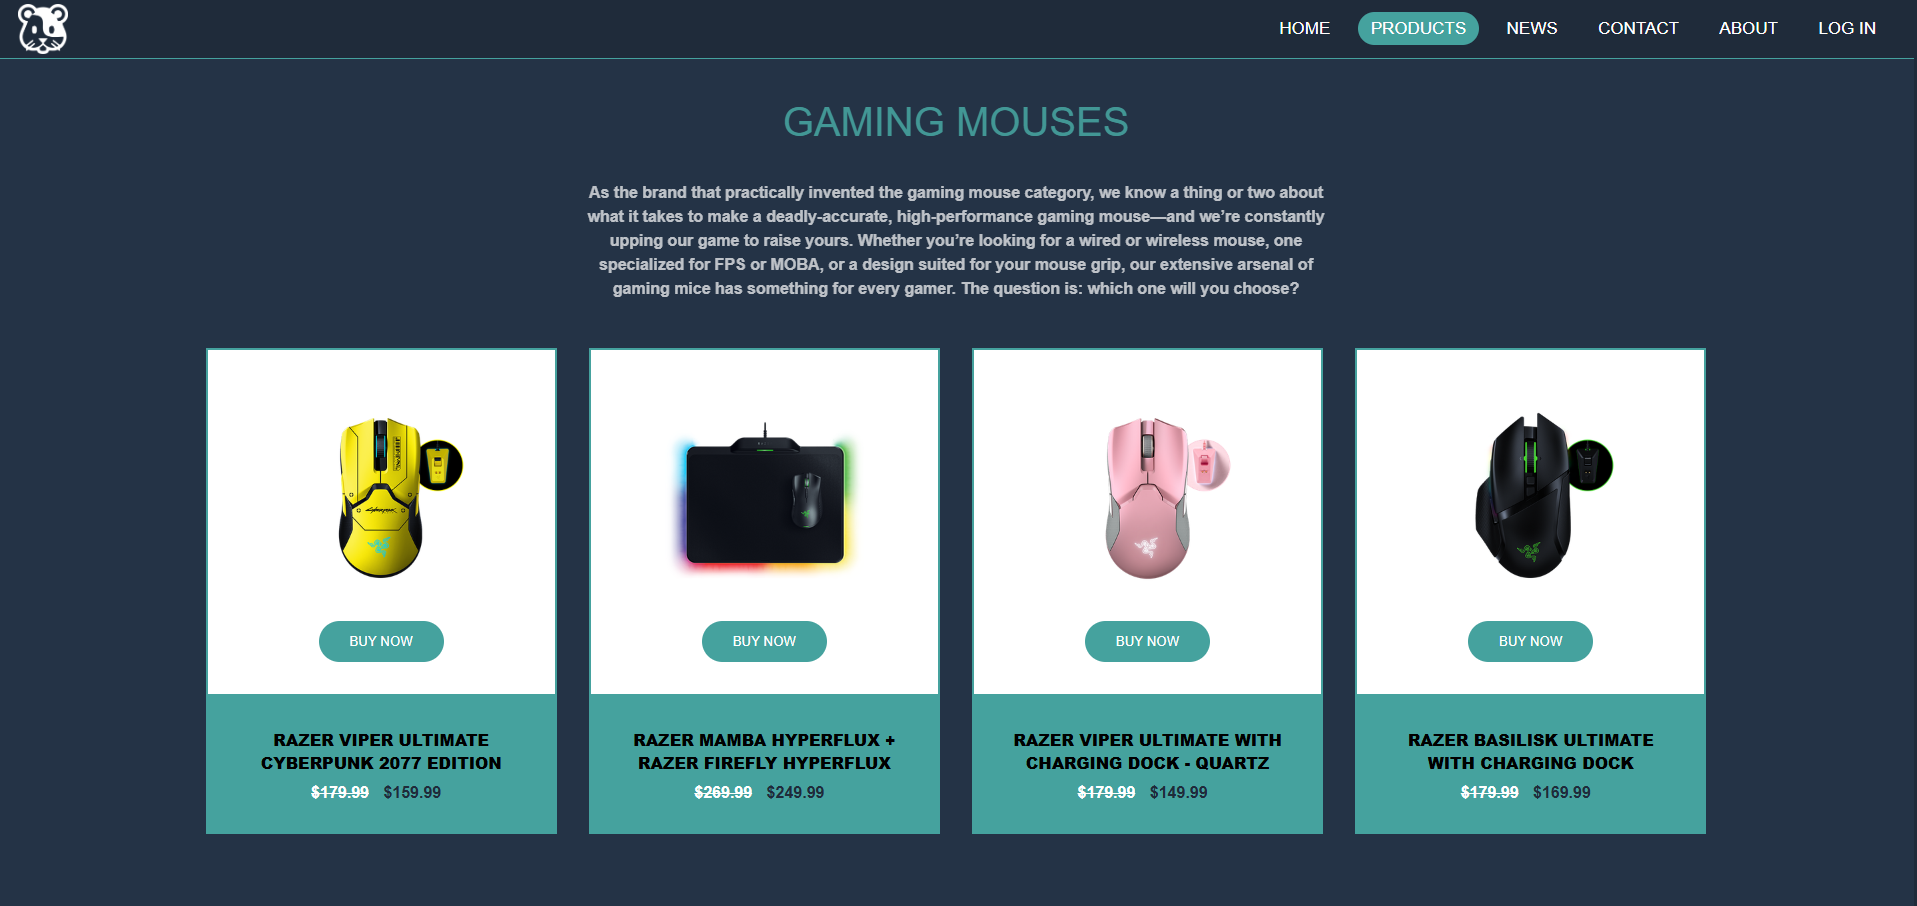 HOME PRODUCTS NEWS CONTACT ABOUT LOG IN
GAMING MOUSES
As the brand that practically invented the gaming mouse category, we know a thing or two about
what it takes to make a deadly-accurate, high-performance gaming mouse—and we’re constantly
upping our game to raise yours. Whether you’re looking for a wired or wireless mouse, one
specialized for FPS or MOBA, or a design suited for your mouse grip, our extensive arsenal of
gaming mice has something for every gamer. The question is: which one will you choose?
BUY NOW
RAZER VIPER ULTIMATE
CYBERPUNK 2077 EDITION
$179.99 $159.99
BUY NOW
RAZER MAMBA HYPERFLUX +
RAZER FIREFLY HYPERFLUX
$269.99 $249.99
BUY NOW
RAZER VIPER ULTIMATE WITH
CHARGING DOCK - QUARTZ
$179.99 $149.99
BUY NOW
RAZER BASILISK ULTIMATE
WITH CHARGING DOCK
$179.99 $169.99